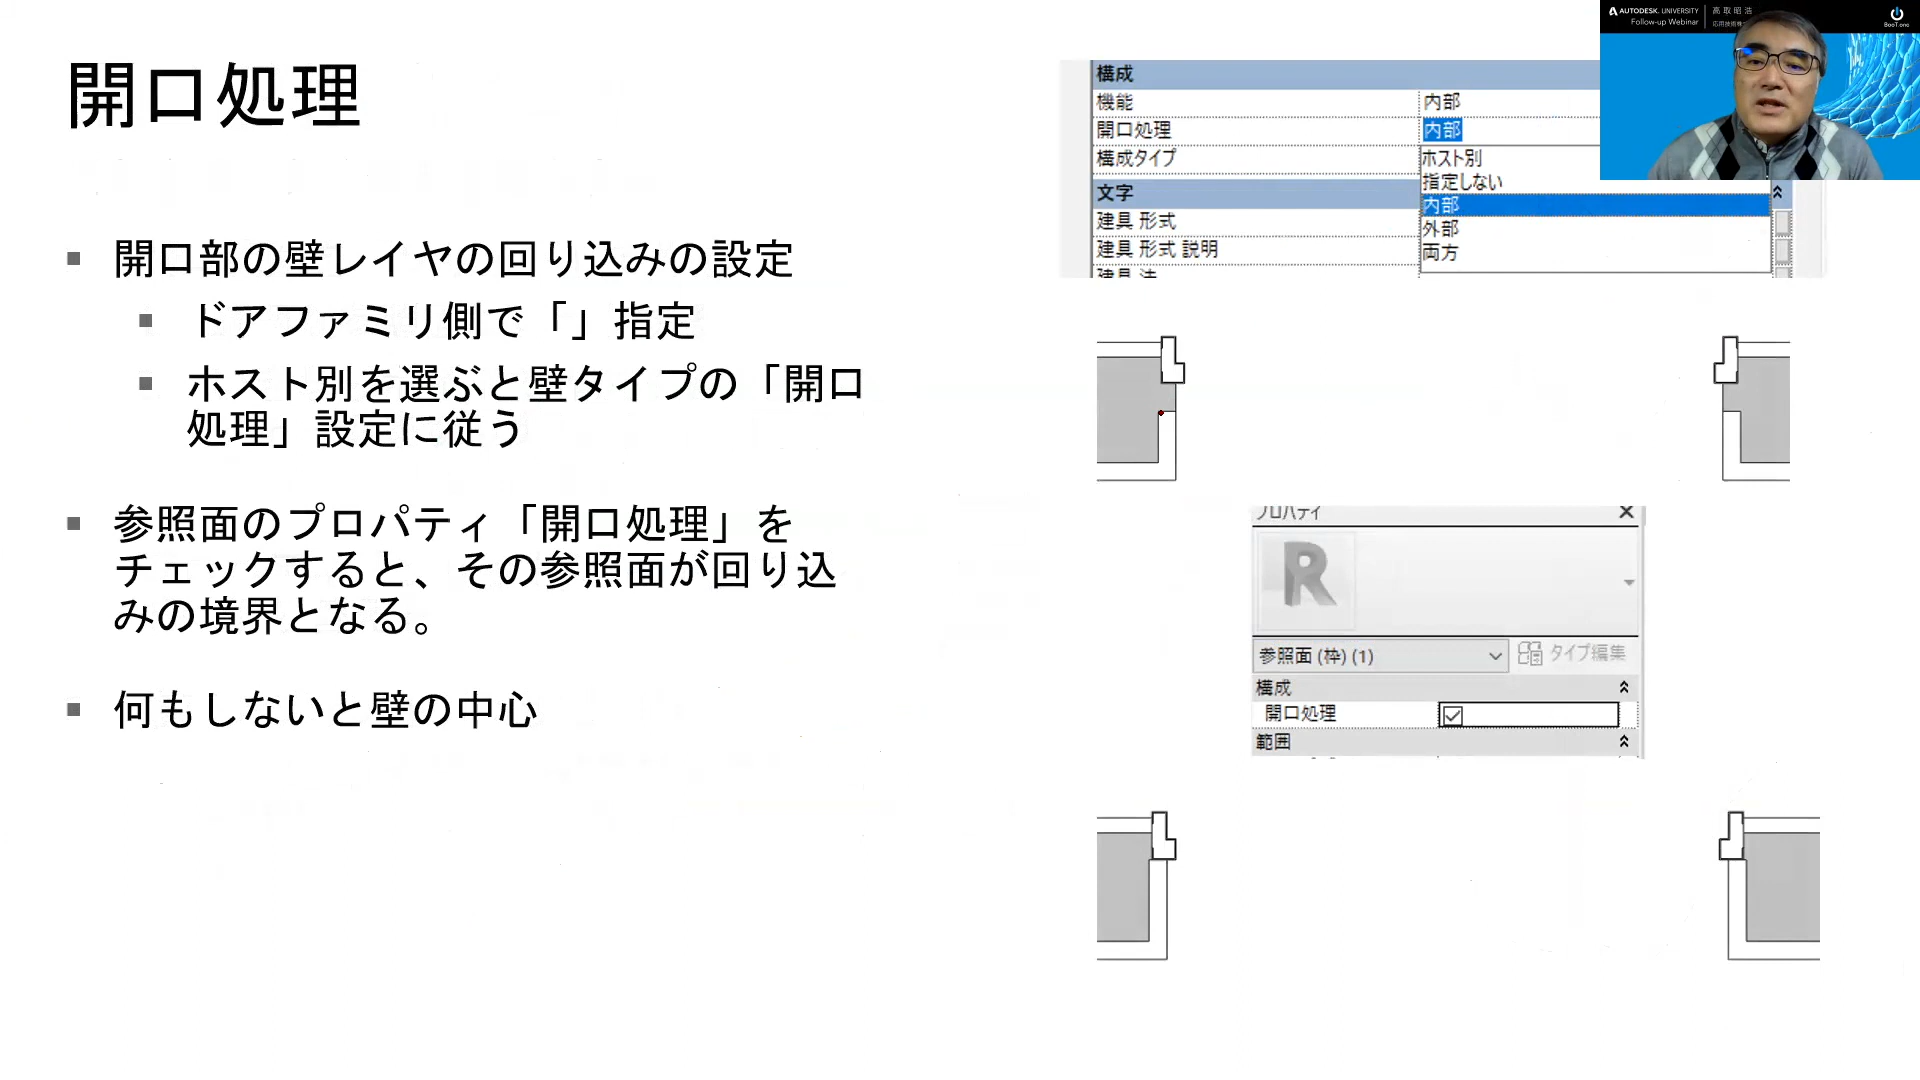 開口処理
開口部の壁レイヤの回り込みの設定
ドアファミリ側で「」指定
ホスト別を選ぶと壁タイプの「開口
処理」設定に従う
参照面のプロパティ「開口処理」を
チェックすると、その参照面が回り込
みの境界となる。
何もしないと壁の中心
構成
機能 内部
開口処理 内部
構成タイプ ホスト別
指定しない
文字
内部
建具 形式 外部
建具 形式 説明 両方
建具 法
プロパティ
R
参照面 (枠) (1) タイプ編集
構成
開口処理
範囲
AUTODESK. UNIVERSITY
Follow-up Webinar
高取昭浩
BooT.one